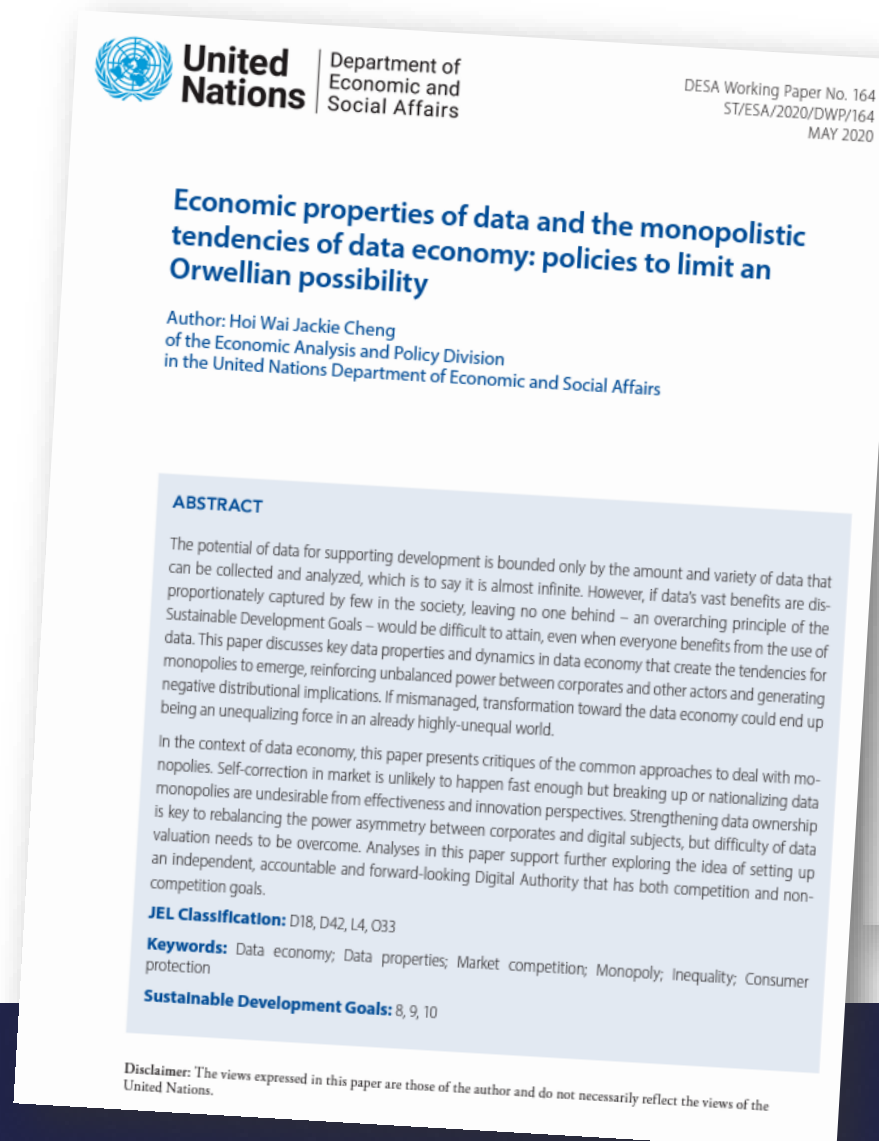 United
Nations
Department of
Economic and
Social Affairs
DESA Working Paper No. 164
ST/ESA/2020/DWP/164
MAY 2020
Economic properties of data and the monopolistic
tendencies of data economy: policies to limit an
Orwellian possibility
Author: Hoi Wai Jackie Cheng
of the Economic Analysis and Policy Division
in the United Nations Department of Economic and Social Affairs
ABSTRACT
The potential of data for supporting development is bounded only by the amount and variety of data that
can be collected and analyzed, which is to say it is almost infinite. However, if data's vast benefits are dis-
proportionately captured by few in the society, leaving no one behind – an overarching principle of the
Sustainable Development Goals – would be difficult to attain, even when everyone benefits from the use of
data. This paper discusses key data properties and dynamics in data economy that create the tendencies for
monopolies to emerge, reinforcing unbalanced power between corporates and other actors and generating
negative distributional implications. If mismanaged, transformation toward the data economy could end up
being an unequalizing force in an already highly-unequal world.
In the context of data economy, this paper presents critiques of the common approaches to deal with mo-
nopolies. Self-correction in market is unlikely to happen fast enough but breaking up or nationalizing data
monopolies are undesirable from effectiveness and innovation perspectives. Strengthening data ownership
is key to rebalancing the power asymmetry between corporates and digital subjects, but difficulty of data
valuation needs to be overcome. Analyses in this paper support further exploring the idea of setting up
an independent, accountable and forward-looking Digital Authority that has both competition and non-
competition goals.
JEL Classification: D18, D42, L4, O33
Keywords: Data economy; Data properties; Market competition; Monopoly; Inequality; Consumer
protection
Sustainable Development Goals: 8, 9, 10
Disclaimer: The views expressed in this paper are those of the author and do not necessarily reflect the views of the
United Nations.